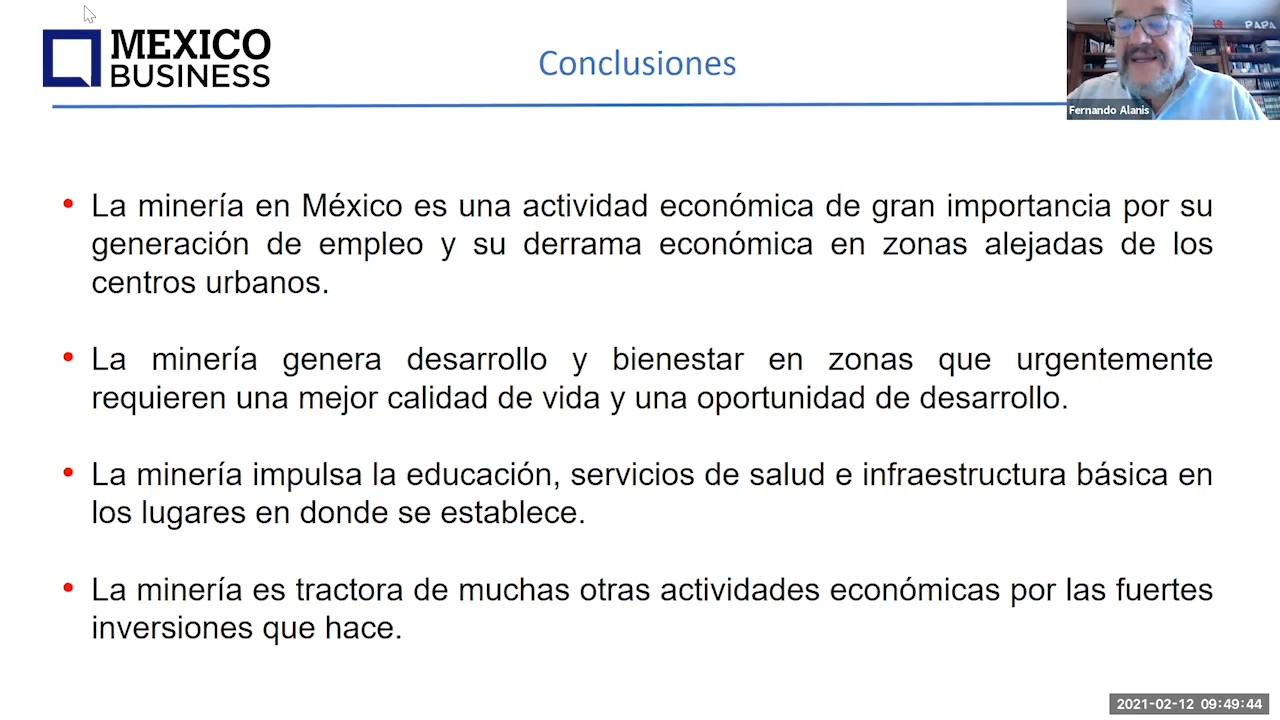 MEXICO
BUSINESS
Conclusiones
PAPA
Fernando Alanis
• La minería en México es una actividad económica de gran importancia por su
generación de empleo y su derrama económica en zonas alejadas de los
centros urbanos.
• La minería genera desarrollo y bienestar en zonas que urgentemente
requieren una mejor calidad de vida y una oportunidad de desarrollo.
• La minería impulsa la educación, servicios de salud e infraestructura básica en
los lugares en donde se establece.
• La minería es tractora de muchas otras actividades económicas por las fuertes
inversiones que hace.
2021-02-12 09:49:44